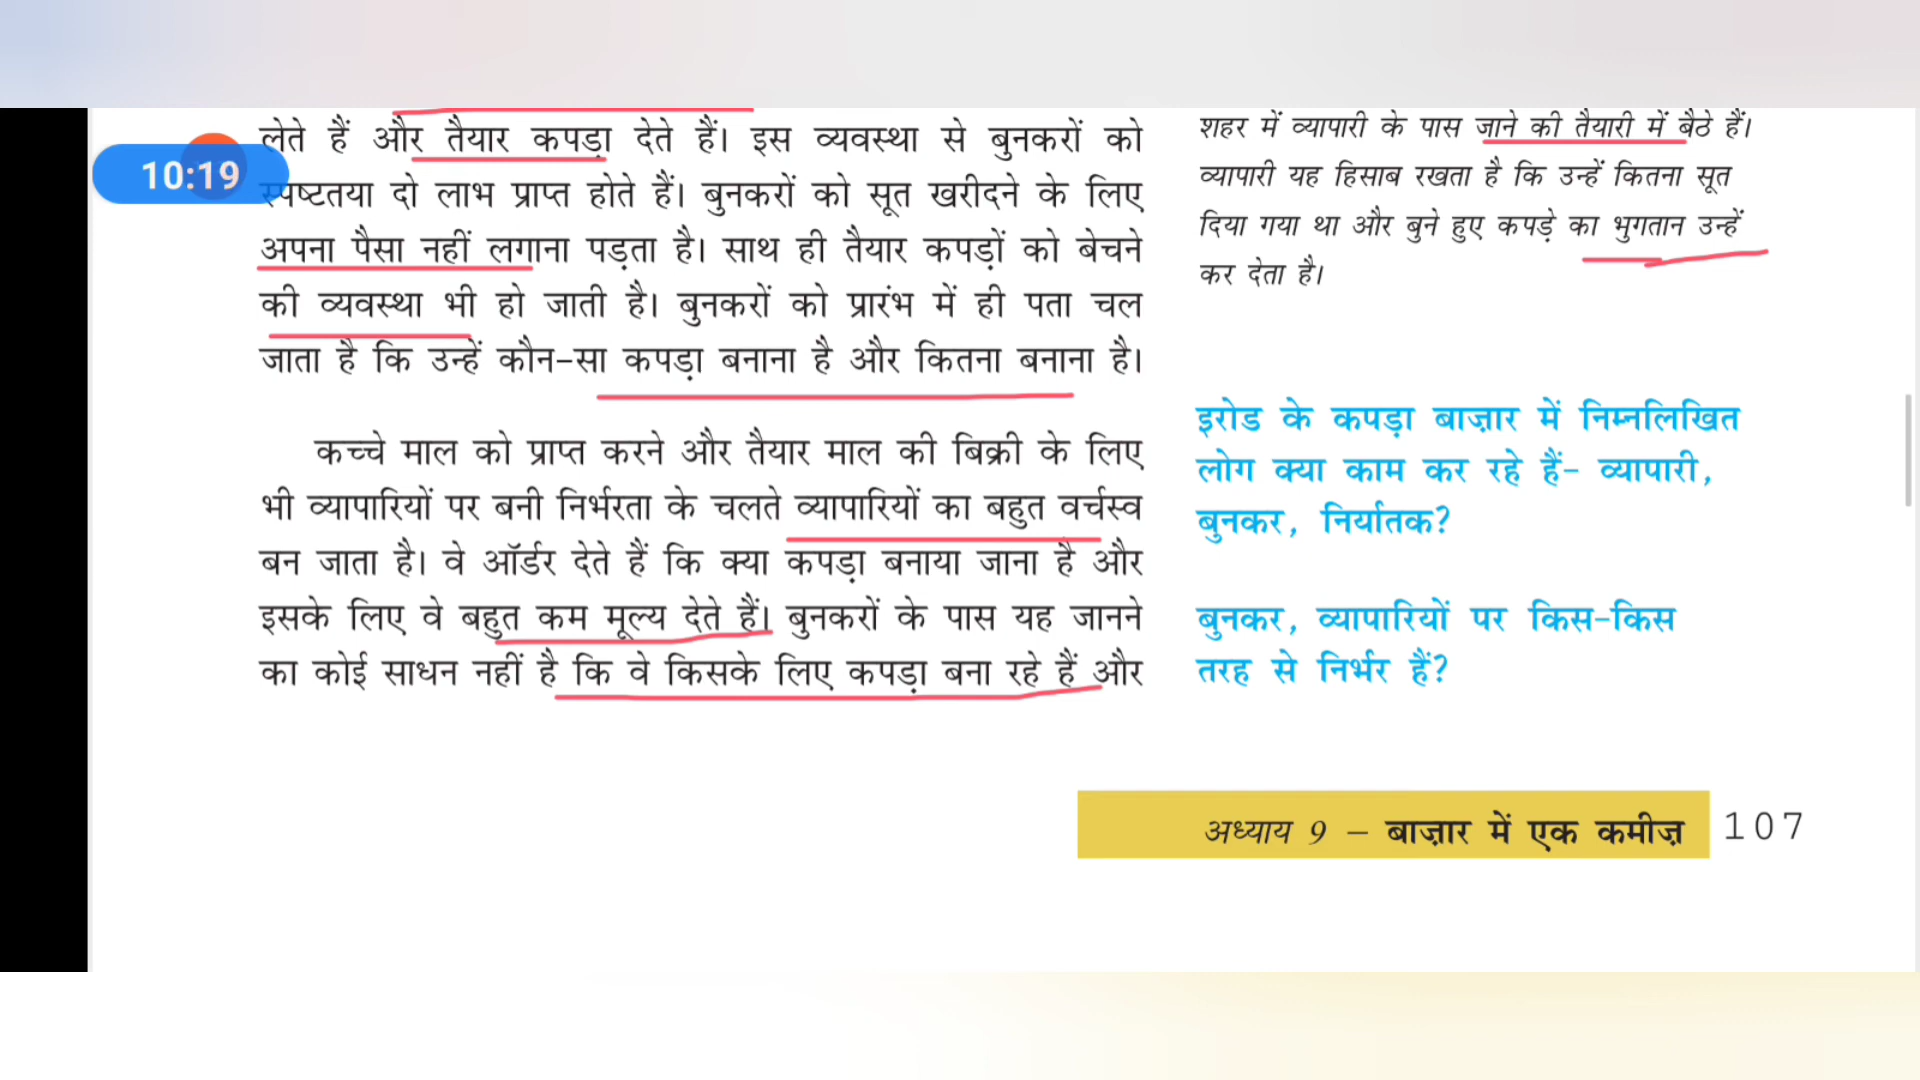 10:19
लेते हैं और तैयार कपड़ा देते हैं। इस व्यवस्था से बुनकरों को
स्पष्टतया दो लाभ प्राप्त होते हैं। बुनकरों को सूत खरीदने के लिए
अपना पैसा नहीं लगाना पड़ता है। साथ ही तैयार कपड़ों को बेचने
की व्यवस्था भी हो जाती है। बुनकरों को प्रारंभ में ही पता चल
जाता है कि उन्हें कौन-सा कपड़ा बनाना है और कितना बनाना है।
कच्चे माल को प्राप्त करने और तैयार माल की बिक्री के लिए
भी व्यापारियों पर बनी निर्भरता के चलते व्यापारियों का बहुत वर्चस्व
बन जाता है। वे ऑर्डर देते हैं कि क्या कपड़ा बनाया जाना है और
इसके लिए वे बहुत कम मूल्य देते हैं। बुनकरों के पास यह जानने
का कोई साधन नहीं है कि वे किसके लिए कपड़ा बना रहे हैं और
शहर में व्यापारी के पास जाने की तैयारी में बैठे हैं।
व्यापारी यह हिसाब रखता है कि उन्हें कितना सूत
दिया गया था और बुने हुए कपड़े का भुगतान उन्हें
कर देता है।
इरोड के कपड़ा बाज़ार में निम्नलिखित
लोग क्या काम कर रहे हैं- व्यापारी,
बुनकर, निर्यातक?
बुनकर, व्यापारियों पर किस-किस
तरह से निर्भर हैं?
अध्याय 9 – बाज़ार में एक कमीज़ 107